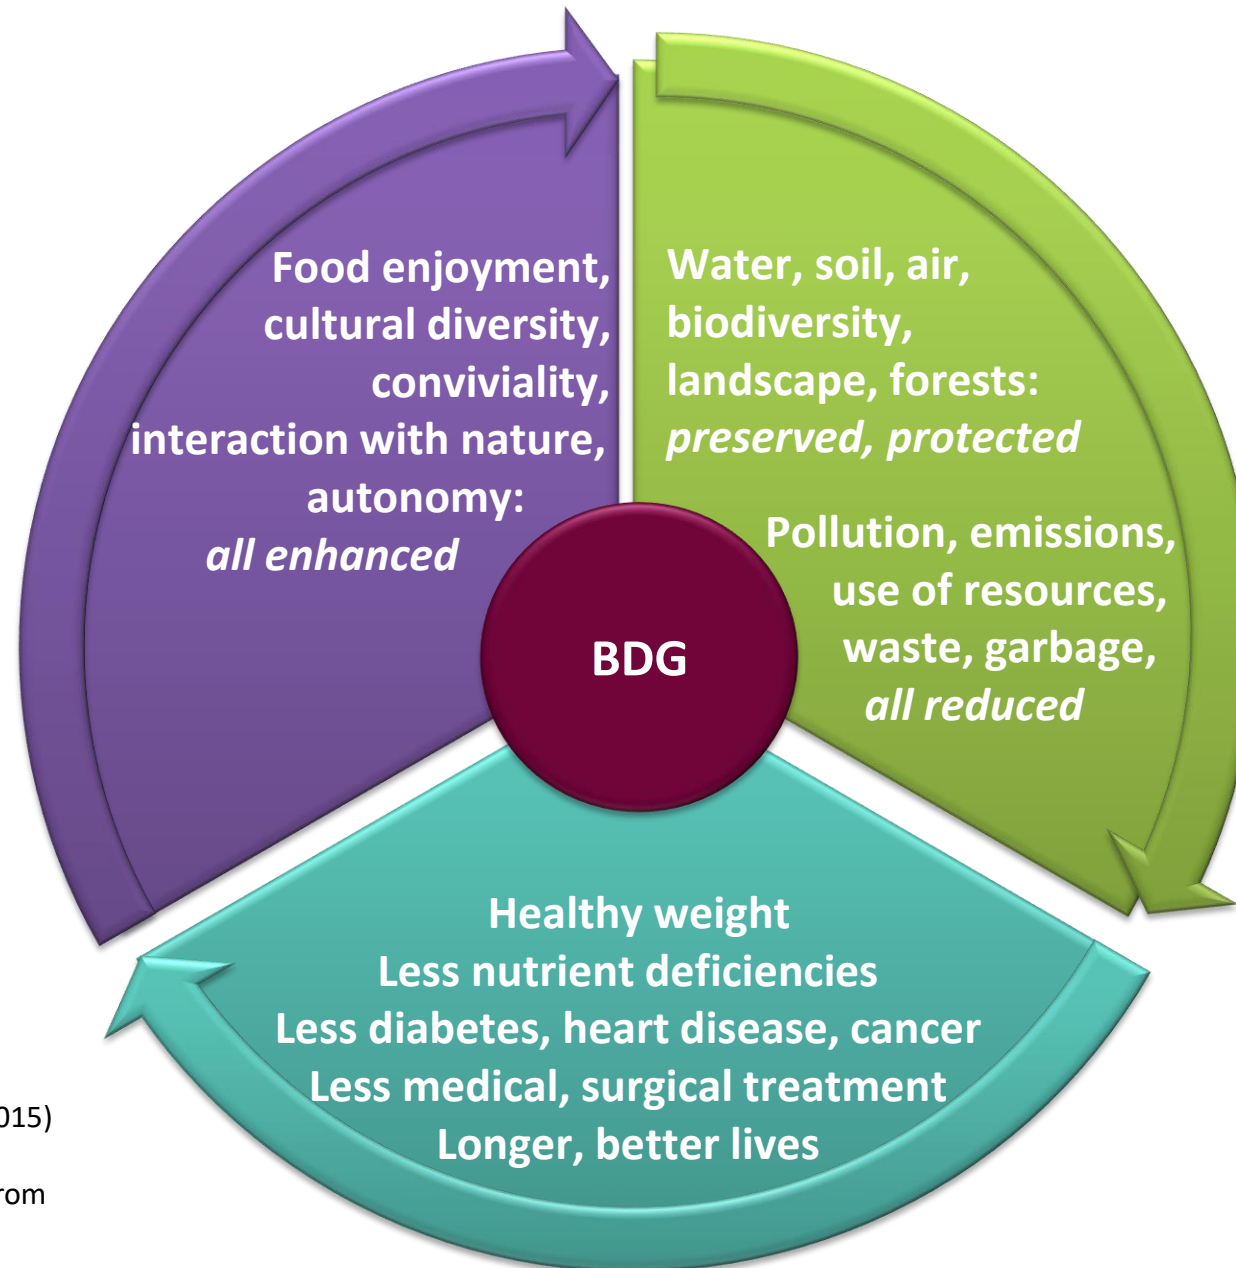 Food enjoyment,
cultural diversity,
conviviality,
interaction with nature,
autonomy:
all enhanced
Water, soil, air,
biodiversity,
landscape, forests:
preserved, protected
Pollution, emissions,
use of resources,
waste, garbage,
all reduced
BDG
Healthy weight
Less nutrient deficiencies
Less diabetes, heart disease, cancer
Less medical, surgical treatment
Longer, better lives
015)
rom